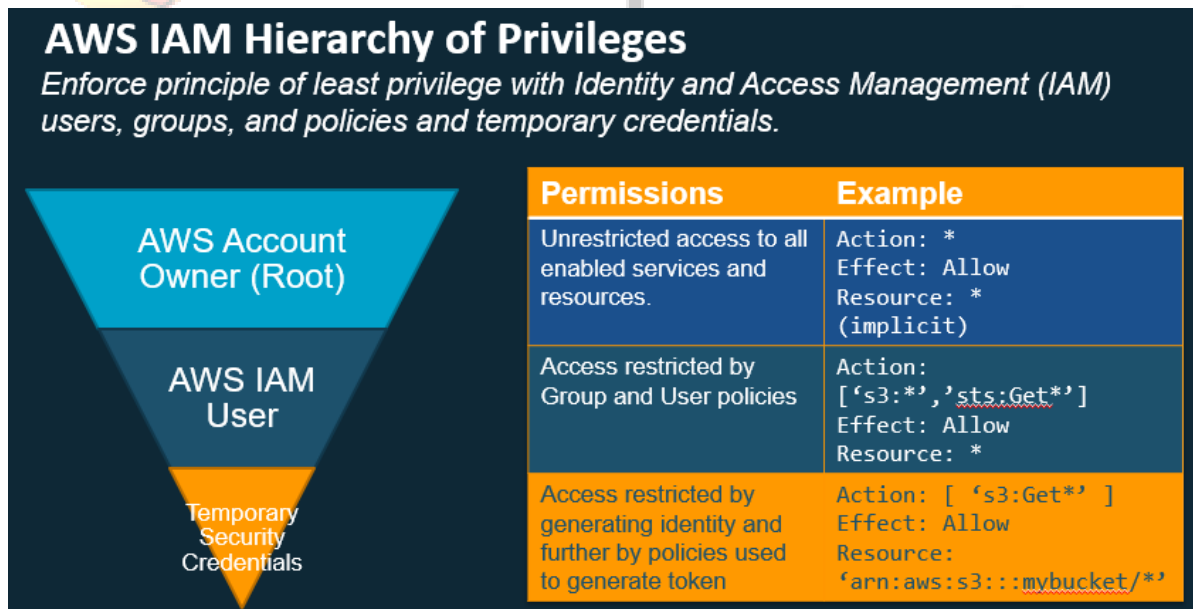 AWS IAM Hierarchy of Privileges
Enforce principle of least privilege with Identity and Access Management (IAM)
users, groups, and policies and temporary credentials.
AWS Account
Owner (Root)
AWS IAM
User
Temporary
Security
Credentials
Permissions
Example
Unrestricted access to all
enabled services and
resources.
Action: *
Effect: Allow
Resource: *
(implicit)
Access restricted by
Group and User policies
Action:
[‘s3:*’,’sts:Get*’]
Effect: Allow
Resource: *
Access restricted by
generating identity and
further by policies used
to generate token
Action: [ ‘s3:Get*’ ]
Effect: Allow
Resource:
‘arn:aws:s3:::mybucket/*’